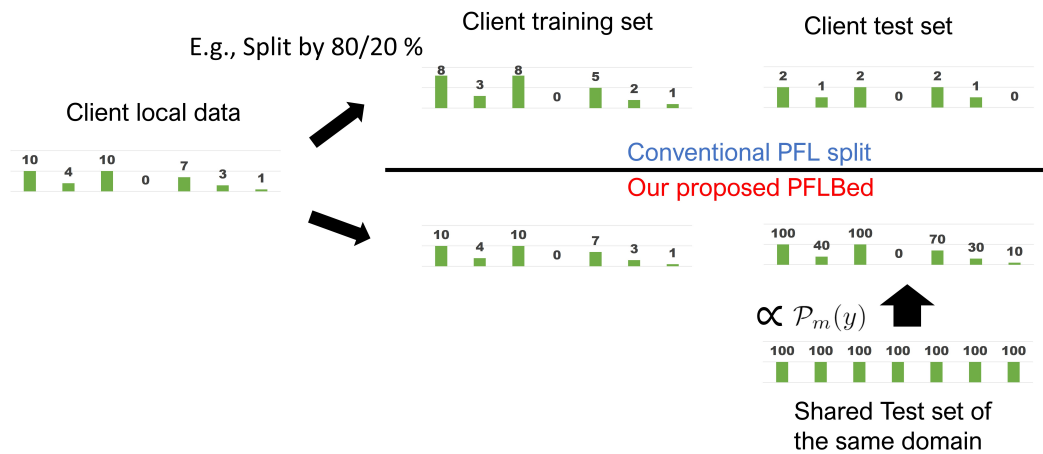 Client training set
Client test set
E.g., Split by 80/20 %
8 3 8 0 5 2 1
2 1 2 0 2 1 0
Client local data
10 4 10 0 7 3 1
Conventional PFL split
Our proposed PFLBed
10 4 10 0 7 3 1
100 40 100 0 70 30 10
∝ 𝒫ₘ(y)
100 100 100 100 100 100 100
Shared Test set of
the same domain